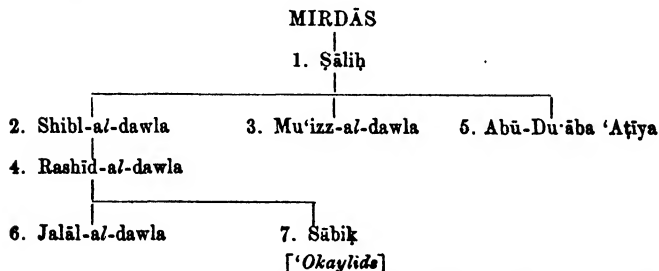 MIRDĀS
1. Ṣāliḥ
2. Shibl-al-dawla 3. Mu‘izz-al-dawla 5. Abū-Du·āba ‘Aṭīya
4. Rashīd-al-dawla
6. Jalāl-al-dawla 7. Sābiḳ
[‘Oḳaylids]